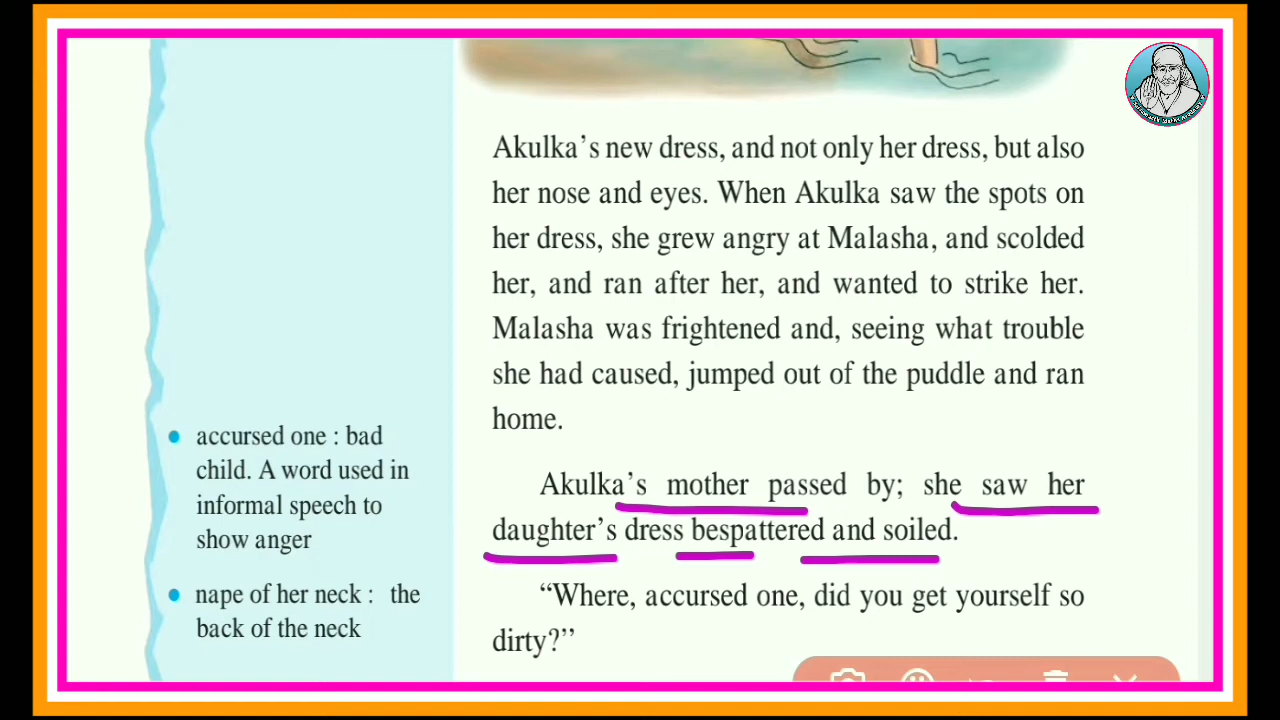 Akulka's new dress, and not only her dress, but also
her nose and eyes. When Akulka saw the spots on
her dress, she grew angry at Malasha, and scolded
her, and ran after her, and wanted to strike her.
Malasha was frightened and, seeing what trouble
she had caused, jumped out of the puddle and ran
home.
Akulka's mother passed by; she saw her
daughter's dress bespattered and soiled.
“Where, accursed one, did you get yourself so
dirty?’’
• accursed one : bad
child. A word used in
informal speech to
show anger
• nape of her neck : the
back of the neck